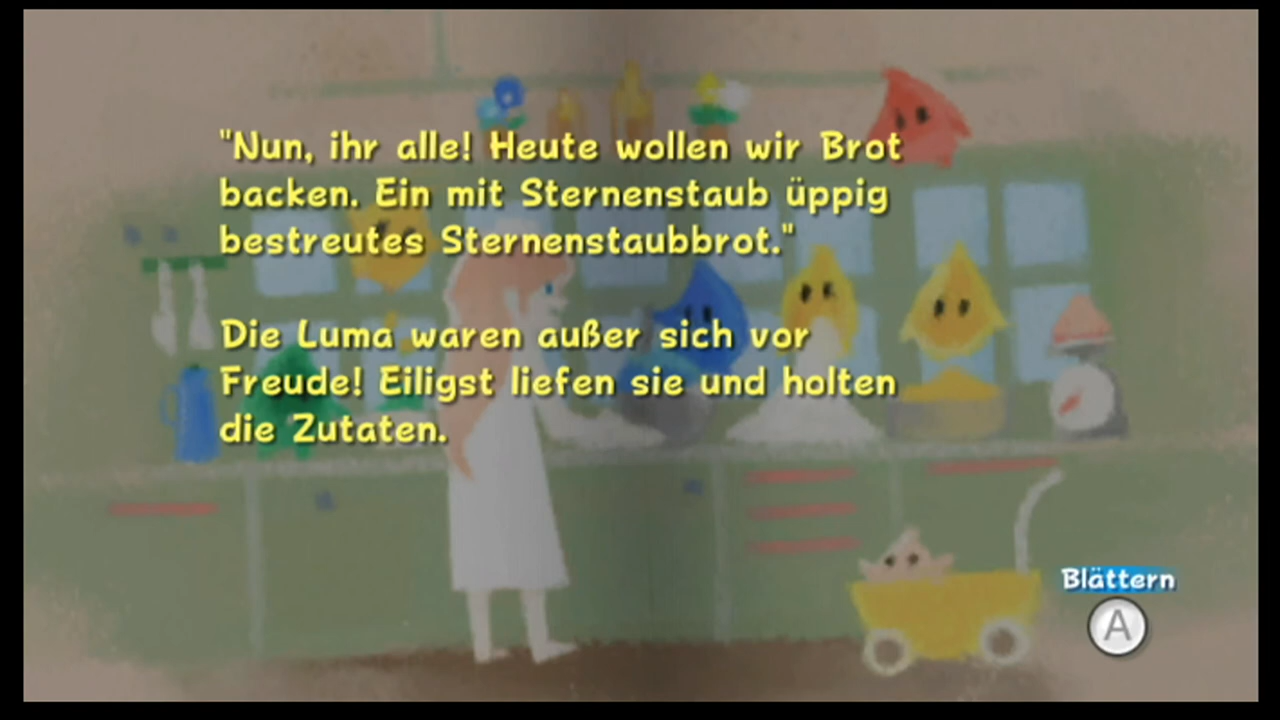 "Nun, ihr alle! Heute wollen wir Brot
backen. Ein mit Sternenstaub üppig
bestreutes Sternenstaubbrot."
Die Luma waren außer sich vor
Freude! Eiligst liefen sie und holten
die Zutaten.
Blättern
A